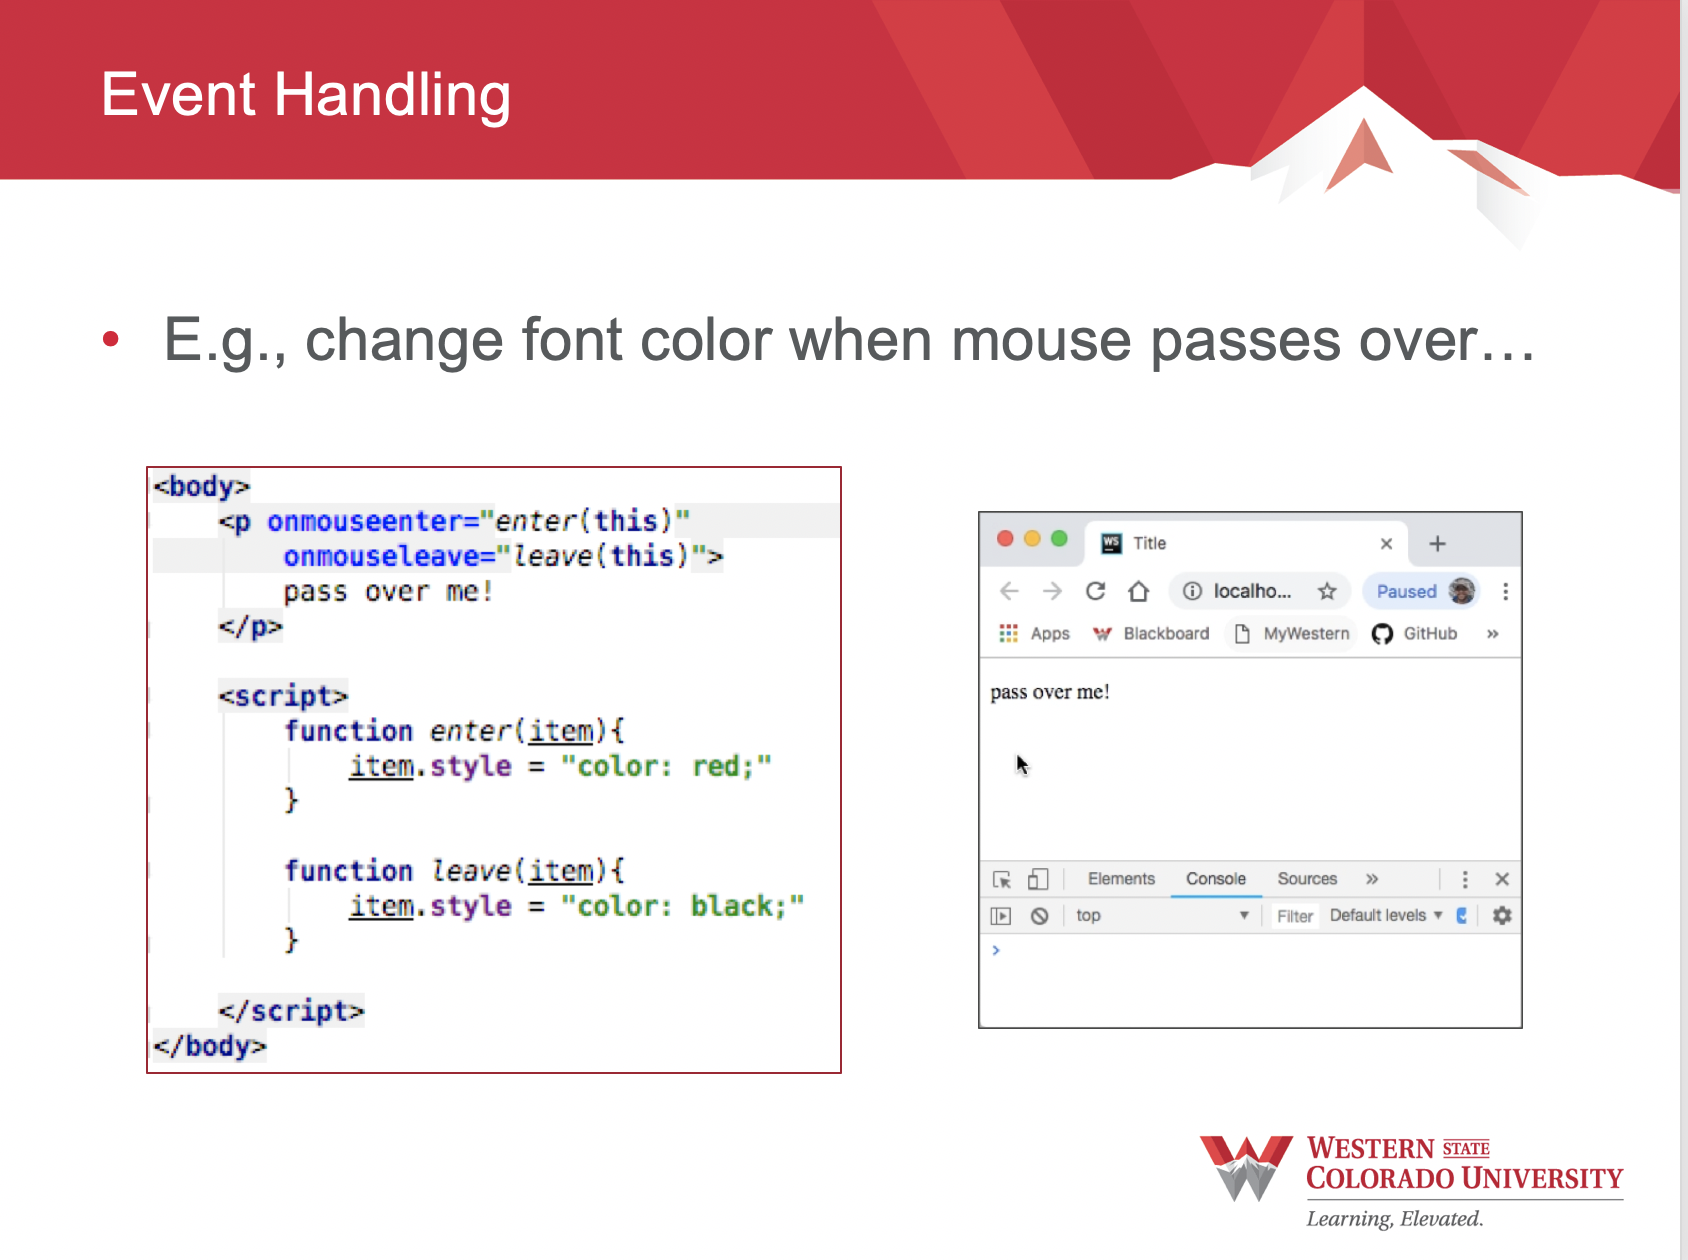 Event Handling
• E.g., change font color when mouse passes over…
<body>
<p onmouseenter="enter(this)"
onmouseleave="leave(this)">
pass over me!
</p>
<script>
function enter(item){
item.style = "color: red;"
}
function leave(item){
item.style = "color: black;"
}
</script>
</body>
WS Title
localho... Paused
Apps Blackboard MyWestern GitHub »
pass over me!
Elements Console Sources »
top Filter Default levels
>
WESTERN STATE
COLORADO UNIVERSITY
Learning, Elevated.